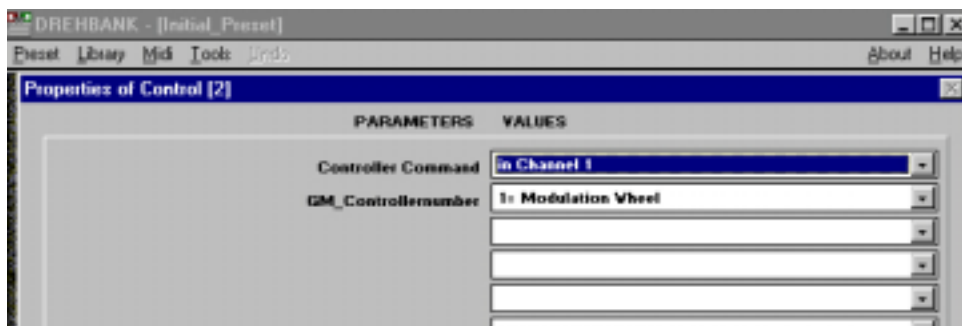 DREHBANK - [Initial_Preset]
Preset Library Midi Tools Undo About Help
Properties of Control [2]
PARAMETERS VALUES
Controller Command in Channel 1
GM_Controllernumber 1: Modulation Wheel